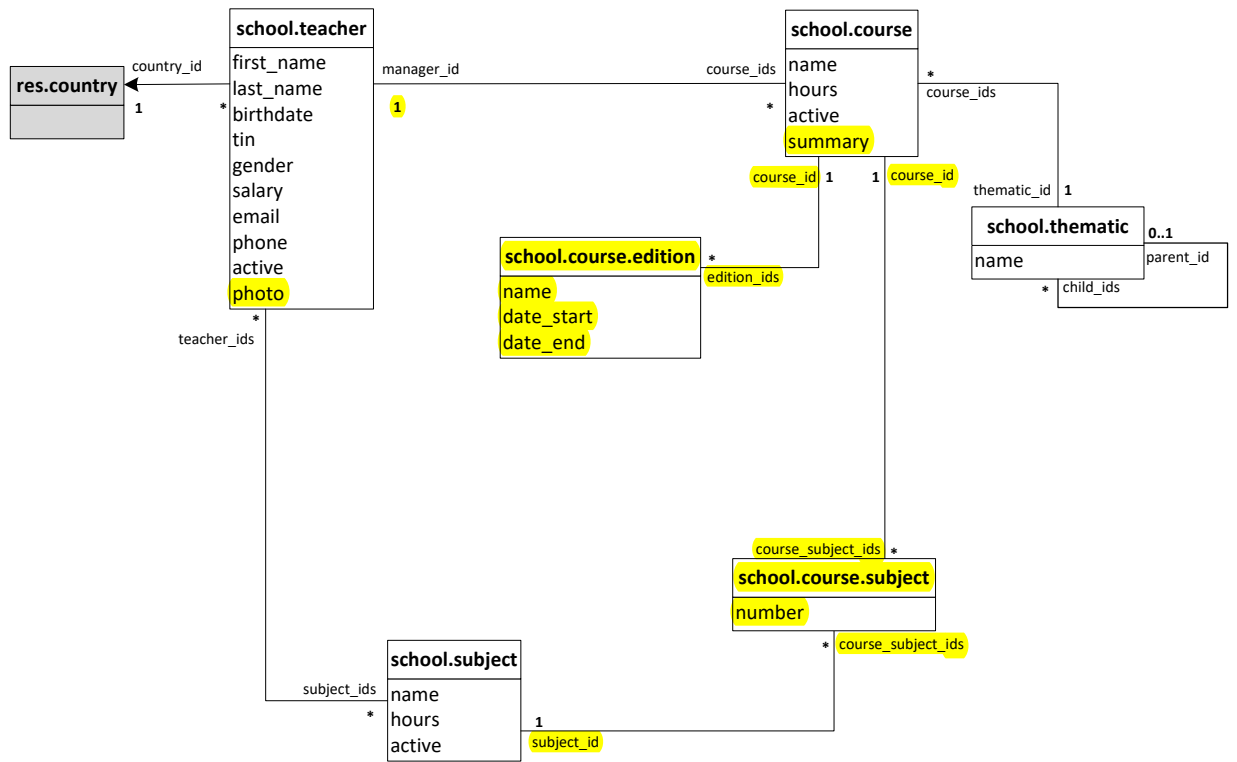 school.teacher
first_name
last_name
birthdate
tin
gender
salary
email
phone
active
photo
res.country
country_id
1
*
manager_id
1
course_ids
*
school.course
name
hours
active
summary
*
course_ids
thematic_id 1
school.thematic
name
0..1
parent_id
* child_ids
course_id 1
1 course_id
school.course.edition
name
date_start
date_end
*
edition_ids
*
teacher_ids
course_subject_ids *
school.course.subject
number
* course_subject_ids
school.subject
name
hours
active
subject_ids
*
1
subject_id